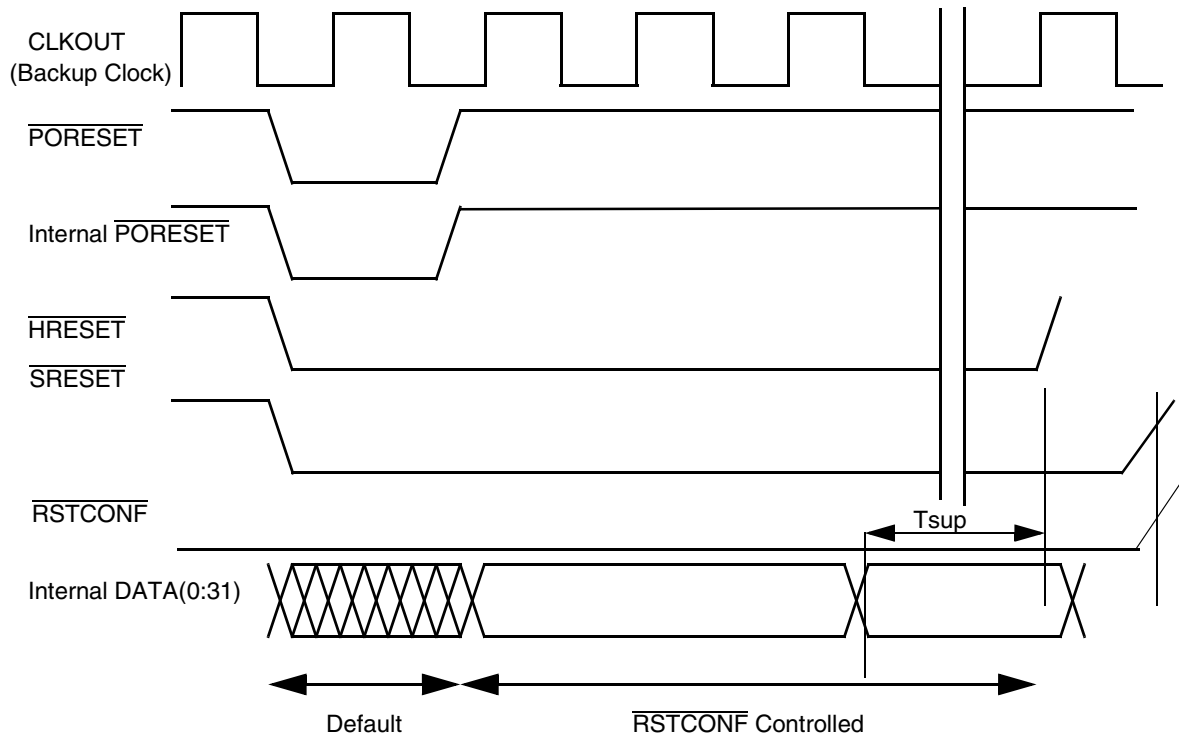 CLKOUT
(Backup Clock)
PORESET
Internal PORESET
HRESET
SRESET
RSTCONF
Tsup
Internal DATA(0:31)
Default
RSTCONF Controlled